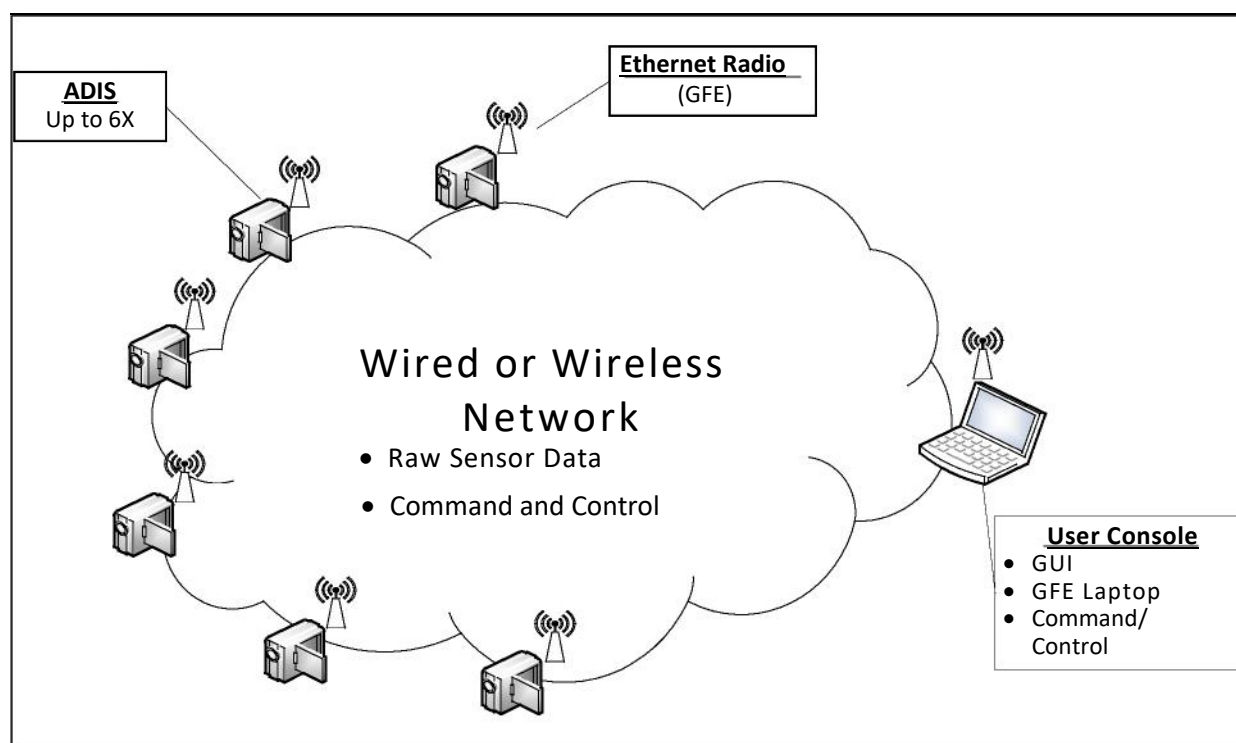 ADIS
Up to 6X
Ethernet Radio
(GFE)
Wired or Wireless
Network
• Raw Sensor Data
• Command and Control
User Console
• GUI
• GFE Laptop
• Command/
Control